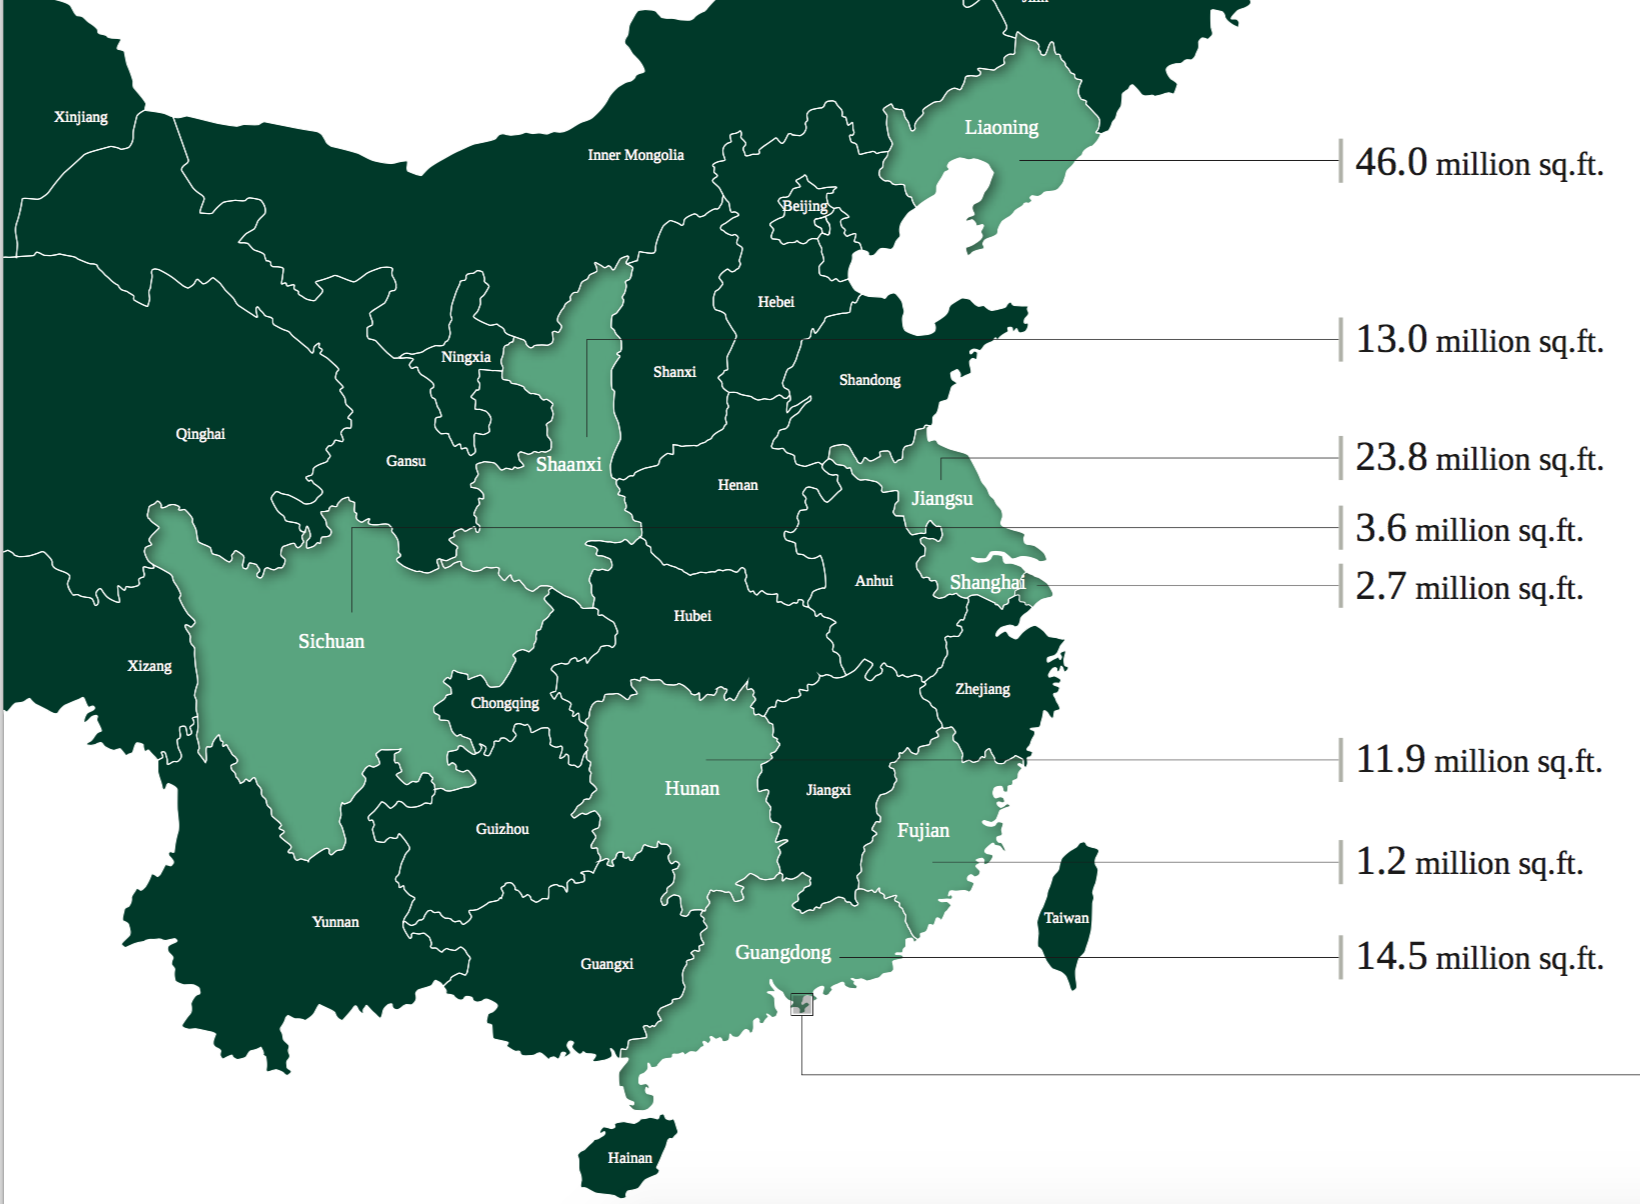 Xinjiang
Inner Mongolia
Liaoning
46.0 million sq.ft.
Beijing
Hebei
13.0 million sq.ft.
Ningxia
Shanxi
Shandong
Qinghai
Gansu
Shaanxi
Henan
23.8 million sq.ft.
Jiangsu
3.6 million sq.ft.
Anhui
Shanghai
2.7 million sq.ft.
Hubei
Sichuan
Xizang
Chongqing
Zhejiang
11.9 million sq.ft.
Hunan
Jiangxi
Guizhou
Fujian
1.2 million sq.ft.
Yunnan
Taiwan
Guangxi
Guangdong
14.5 million sq.ft.
Hainan